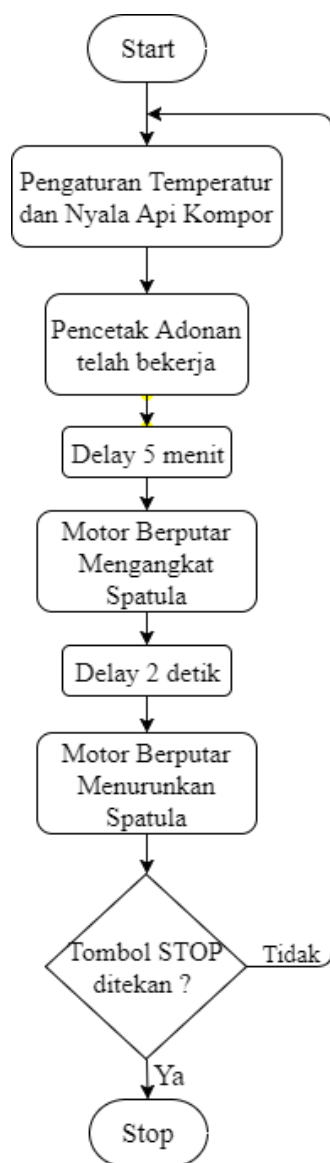 Start
Pengaturan Temperatur
dan Nyala Api Kompor
Pencetak Adonan
telah bekerja
Delay 5 menit
Motor Berputar
Mengangkat
Spatula
Delay 2 detik
Motor Berputar
Menurunkan
Spatula
Tombol STOP
ditekan ?
Tidak
Ya
Stop